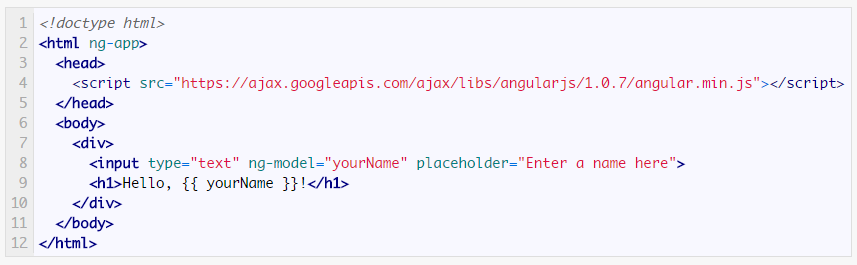 1 <!doctype html>
2 <html ng-app>
3   <head>
4     <script src="https://ajax.googleapis.com/ajax/libs/angularjs/1.0.7/angular.min.js"></script>
5   </head>
6   <body>
7     <div>
8       <input type="text" ng-model="yourName" placeholder="Enter a name here">
9       <h1>Hello, {{ yourName }}!</h1>
10     </div>
11   </body>
12 </html>